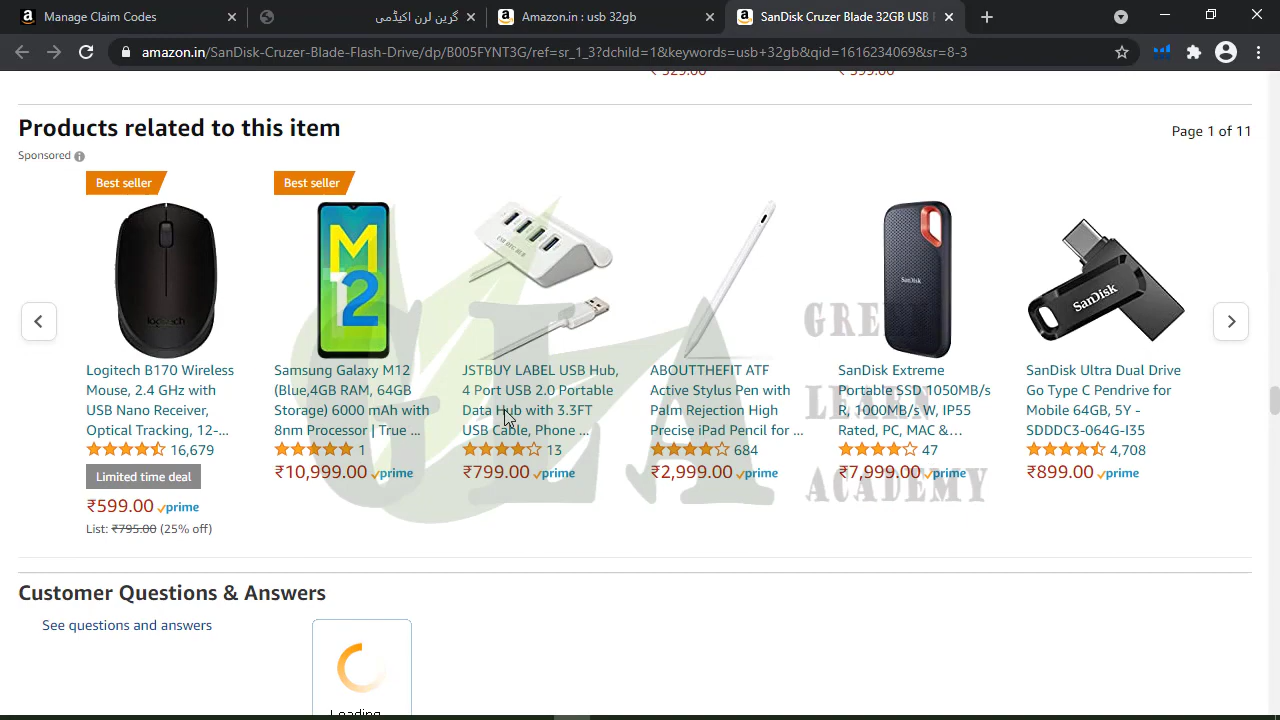 Manage Claim Codes
گرین لرن اکیڈمی
Amazon.in : usb 32gb
SanDisk Cruzer Blade 32GB USB
amazon.in/SanDisk-Cruzer-Blade-Flash-Drive/dp/B005FYNT3G/ref=sr_1_3?dchild=1&keywords=usb+32gb&qid=1616234069&sr=8-3
₹ 529.00
₹ 599.00
Products related to this item
Page 1 of 11
Sponsored
Best seller
logitech
Logitech B170 Wireless
Mouse, 2.4 GHz with
USB Nano Receiver,
Optical Tracking, 12-...
16,679
Limited time deal
₹599.00 prime
List: ₹795.00 (25% off)
Best seller
M
12
Samsung Galaxy M12
(Blue,4GB RAM, 64GB
Storage) 6000 mAh with
8nm Processor | True ...
1
₹10,999.00 prime
JSTBUY LABEL USB Hub,
4 Port USB 2.0 Portable
Data Hub with 3.3FT
USB Cable, Phone ...
13
₹799.00 prime
ABOUTTHEFIT ATF
Active Stylus Pen with
Palm Rejection High
Precise iPad Pencil for ...
684
₹2,999.00 prime
SanDisk
SanDisk Extreme
Portable SSD 1050MB/s
R, 1000MB/s W, IP55
Rated, PC, MAC &...
47
₹7,999.00 prime
SanDisk
SanDisk Ultra Dual Drive
Go Type C Pendrive for
Mobile 64GB, 5Y -
SDDDC3-064G-I35
4,708
₹899.00 prime
GLA
GREEN
LEARN
ACADEMY
Customer Questions & Answers
See questions and answers
Loading